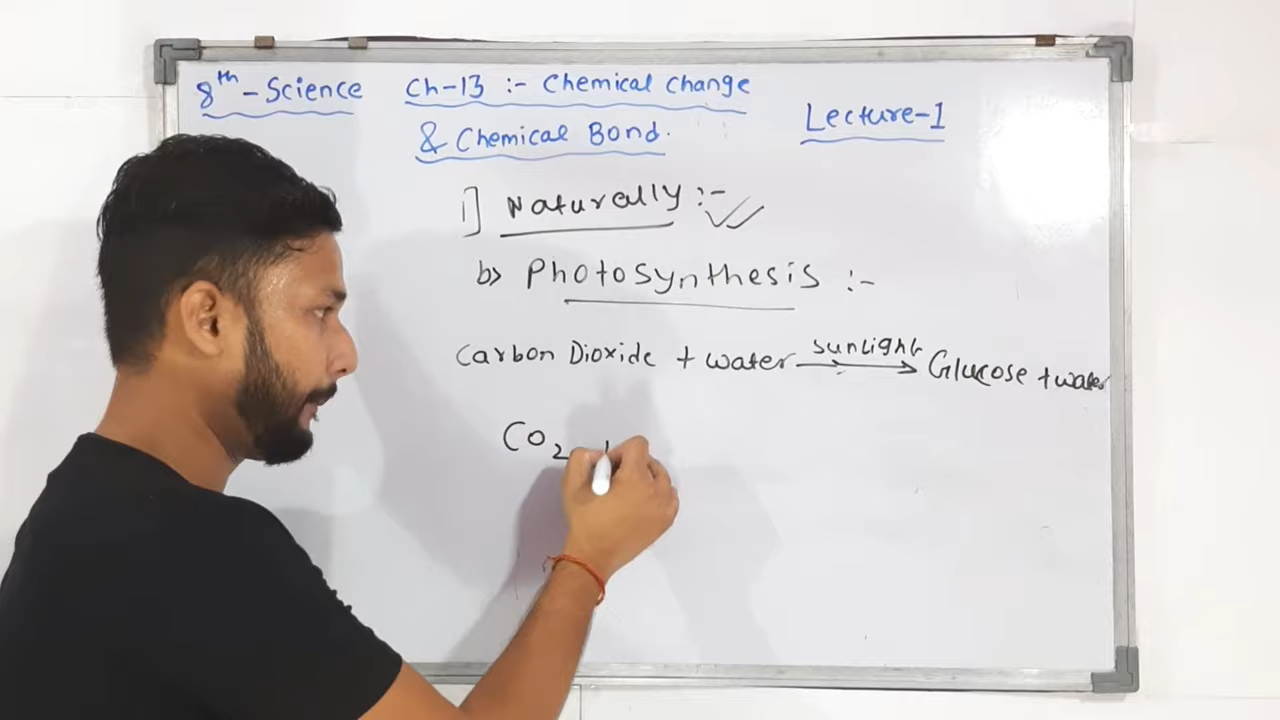 8th - Science Ch-13 :- Chemical Change
& Chemical Bond.
Lecture-1
1] Naturally :-
b> Photosynthesis :-
Carbon Dioxide + water sunlight→ Glucose + water
CO2 +